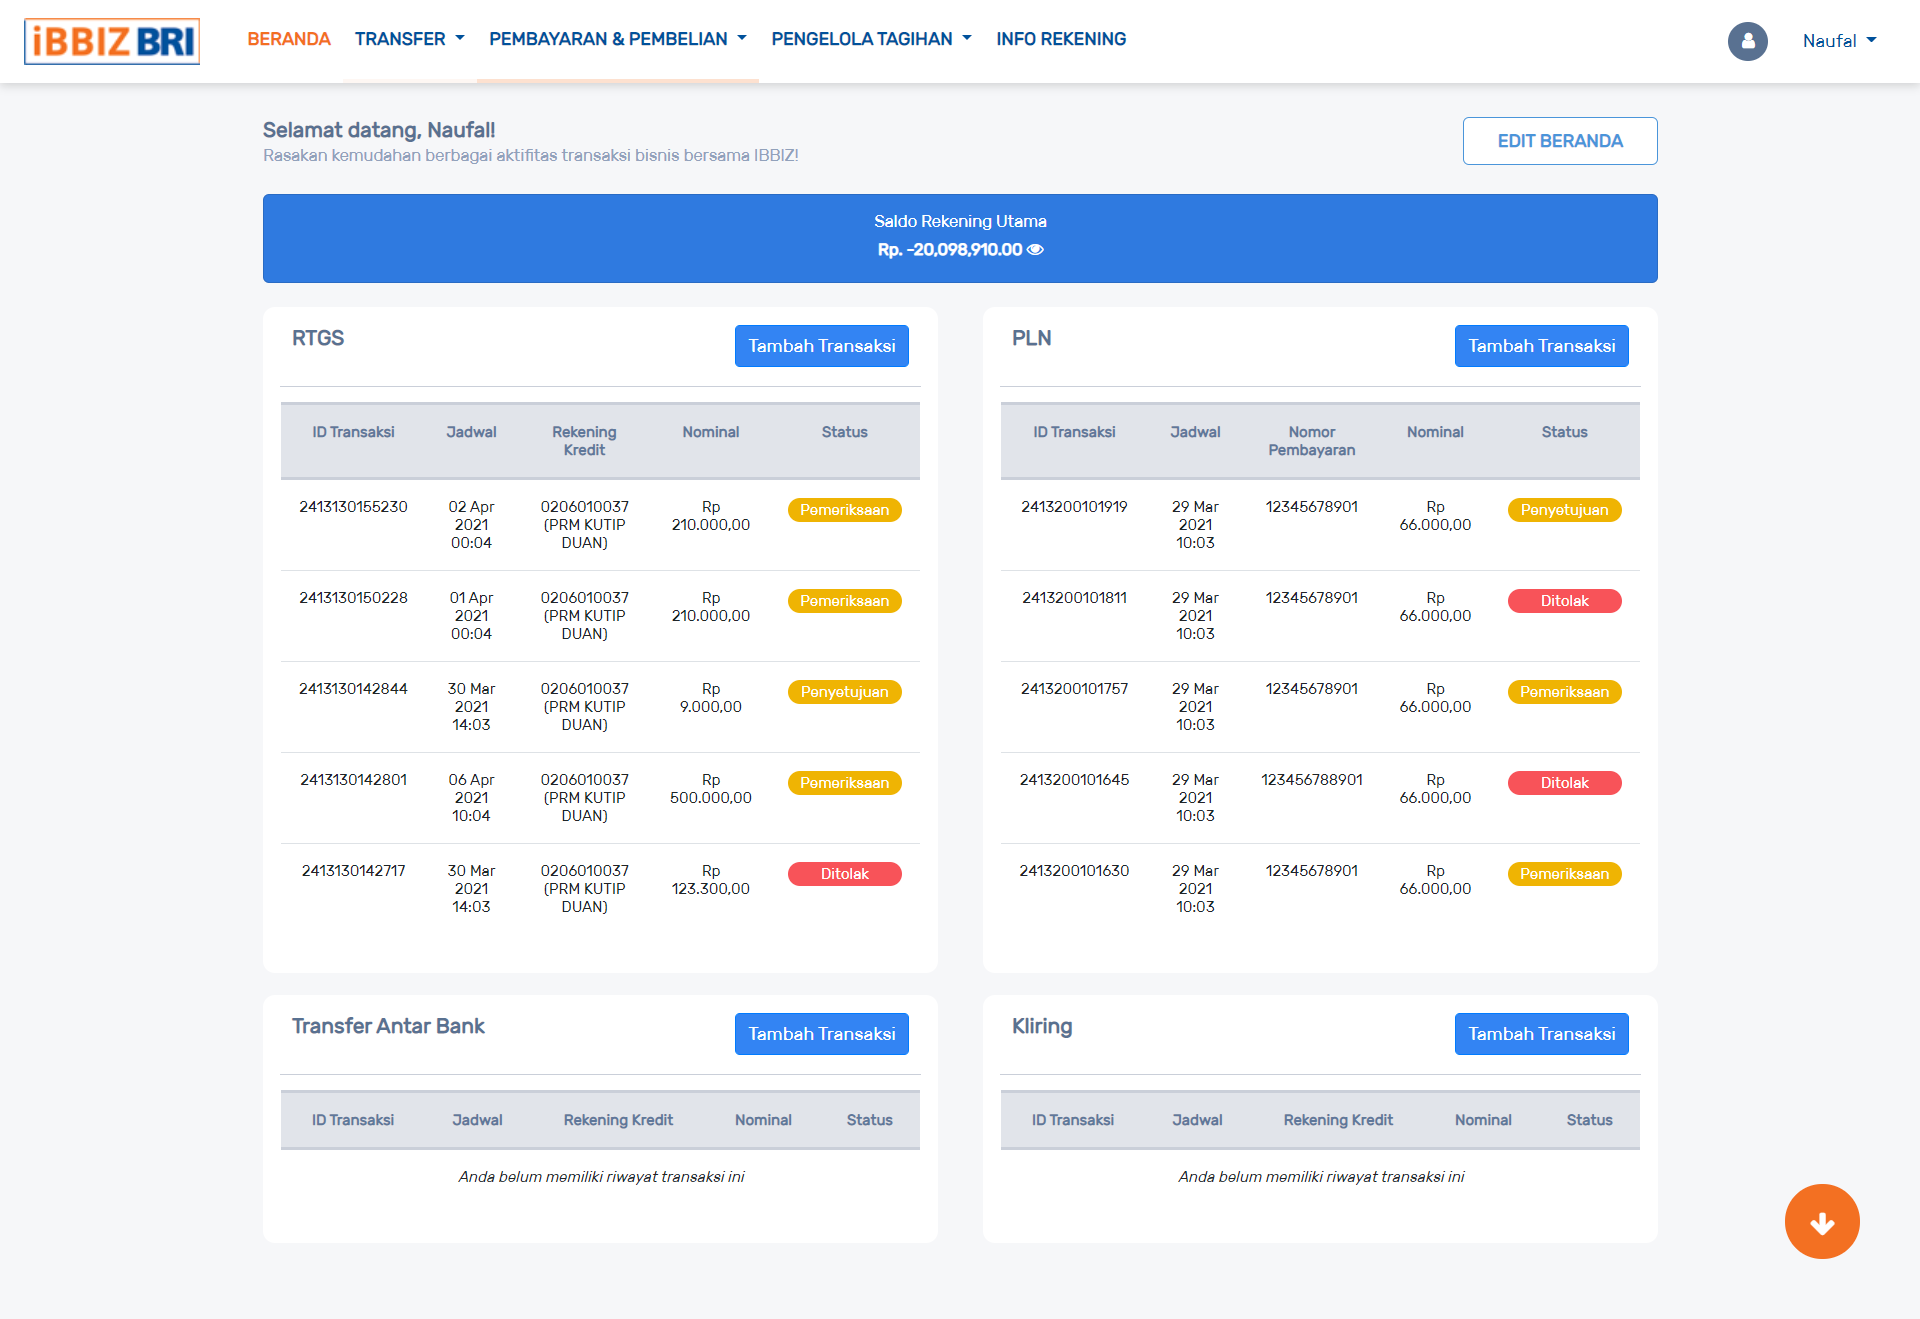 iBBIZ BRI
BERANDA
TRANSFER
PEMBAYARAN & PEMBELIAN
PENGELOLA TAGIHAN
INFO REKENING
Naufal
Selamat datang, Naufal!
Rasakan kemudahan berbagai aktifitas transaksi bisnis bersama IBBIZ!
EDIT BERANDA
Saldo Rekening Utama
Rp. -20,098,910.00
RTGS
Tambah Transaksi
ID Transaksi Jadwal Rekening Nominal Status
Kredit
2413130155230 02 Apr 0206010037 Rp Pemeriksaan
2021 (PRM KUTIP 210.000,00
00:04 DUAN)
2413130150228 01 Apr 0206010037 Rp Pemeriksaan
2021 (PRM KUTIP 210.000,00
00:04 DUAN)
2413130142844 30 Mar 0206010037 Rp Penyetujuan
2021 (PRM KUTIP 9.000,00
14:03 DUAN)
2413130142801 06 Apr 0206010037 Rp Pemeriksaan
2021 (PRM KUTIP 500.000,00
10:04 DUAN)
2413130142717 30 Mar 0206010037 Rp Ditolak
2021 (PRM KUTIP 123.300,00
14:03 DUAN)
PLN
Tambah Transaksi
ID Transaksi Jadwal Nomor Nominal Status
Pembayaran
2413200101919 29 Mar 12345678901 Rp Penyetujuan
2021 66.000,00
10:03
2413200101811 29 Mar 12345678901 Rp Ditolak
2021 66.000,00
10:03
2413200101757 29 Mar 12345678901 Rp Pemeriksaan
2021 66.000,00
10:03
2413200101645 29 Mar 123456788901 Rp Ditolak
2021 66.000,00
10:03
2413200101630 29 Mar 12345678901 Rp Pemeriksaan
2021 66.000,00
10:03
Transfer Antar Bank
Tambah Transaksi
ID Transaksi Jadwal Rekening Kredit Nominal Status
Anda belum memiliki riwayat transaksi ini
Kliring
Tambah Transaksi
ID Transaksi Jadwal Rekening Kredit Nominal Status
Anda belum memiliki riwayat transaksi ini